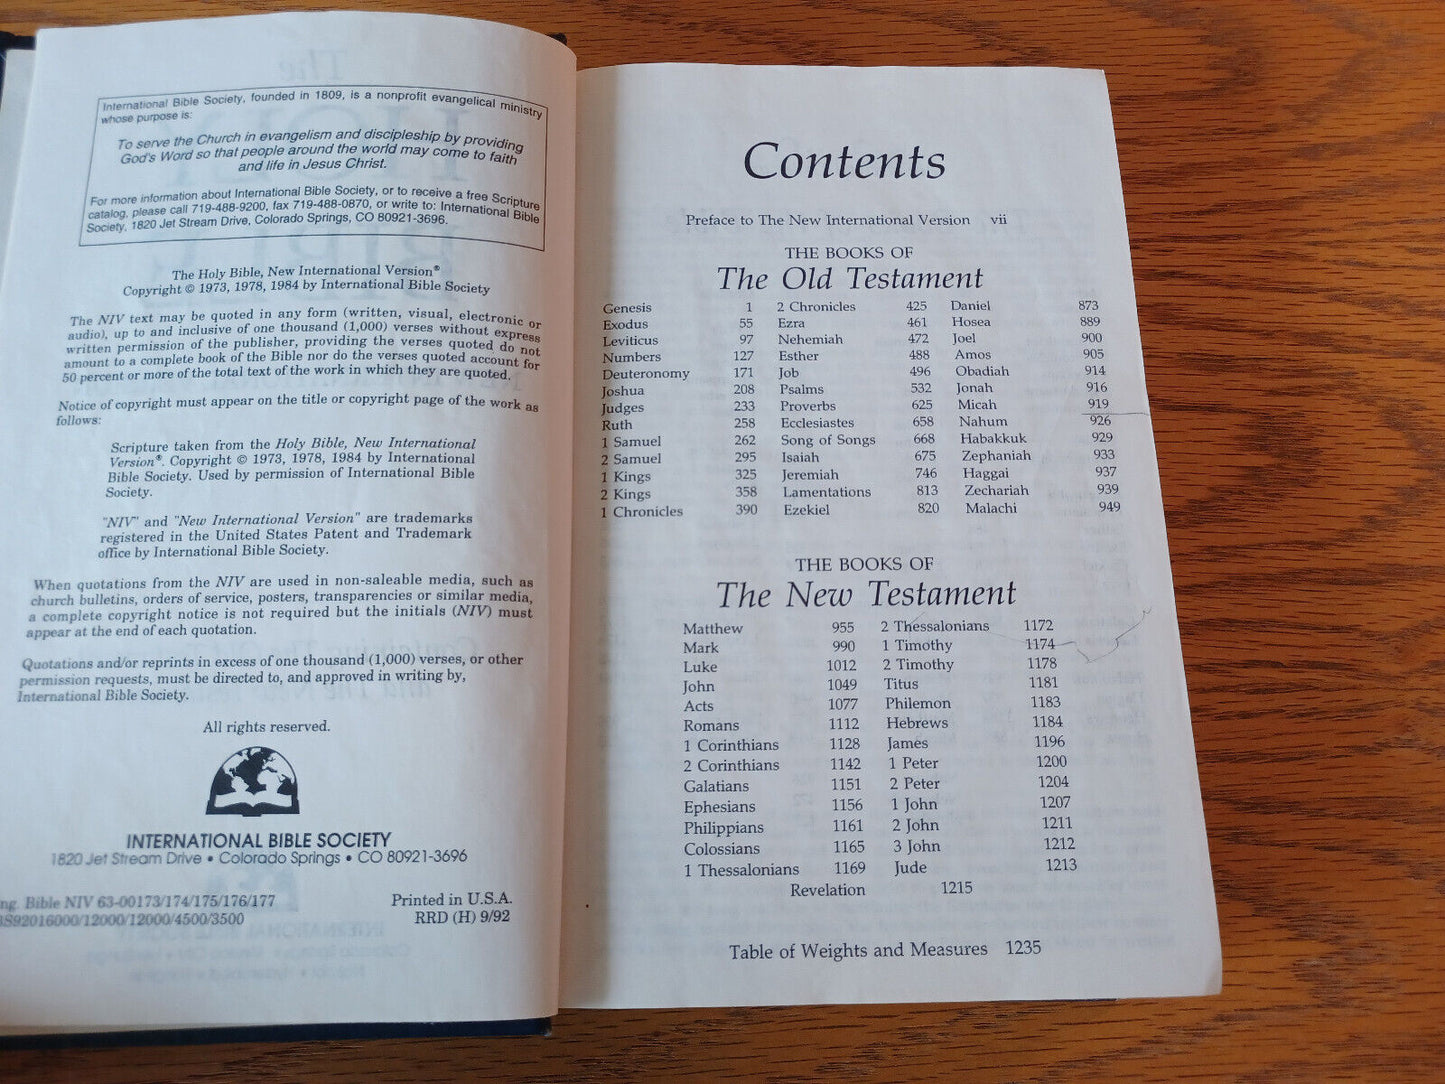 International Bible Society, founded in 1809, is a nonprofit evangelical ministry
whose purpose is:
To serve the Church in evangelism and discipleship by providing
God's Word so that people around the world may come to faith
and life in Jesus Christ.
For more information about International Bible Society, or to receive a free Scripture
catalog, please call 719-488-9200, fax 719-488-0870, or write to: International Bible
Society, 1820 Jet Stream Drive, Colorado Springs, CO 80921-3696.
The Holy Bible, New International Version®
Copyright © 1973, 1978, 1984 by International Bible Society
The NIV text may be quoted in any form (written, visual, electronic or
audio), up to and inclusive of one thousand (1,000) verses without express
written permission of the publisher, providing the verses quoted do not
amount to a complete book of the Bible nor do the verses quoted account for
50 percent or more of the total text of the work in which they are quoted.
Notice of copyright must appear on the title or copyright page of the work as
follows:
Scripture taken from the Holy Bible, New International
Version®. Copyright © 1973, 1978, 1984 by International
Bible Society. Used by permission of International Bible
Society.
"NIV" and "New International Version" are trademarks
registered in the United States Patent and Trademark
office by International Bible Society.
When quotations from the NIV are used in non-saleable media, such as
church bulletins, orders of service, posters, transparencies or similar media,
a complete copyright notice is not required but the initials (NIV) must
appear at the end of each quotation.
Quotations and/or reprints in excess of one thousand (1,000) verses, or other
permission requests, must be directed to, and approved in writing by,
International Bible Society.
All rights reserved.
INTERNATIONAL BIBLE SOCIETY
1820 Jet Stream Drive • Colorado Springs • CO 80921-3696
ng. Bible NIV 63-00173/174/175/176/177
Printed in U.S.A.
BS92016000/12000/12000/4500/3500
RRD (H) 9/92
Contents
Preface to The New International Version vii
THE BOOKS OF
The Old Testament
Genesis 1
Exodus 55
Leviticus 97
Numbers 127
Deuteronomy 171
Joshua 208
Judges 233
Ruth 258
1 Samuel 262
2 Samuel 295
1 Kings 325
2 Kings 358
1 Chronicles 390
2 Chronicles 425
Ezra 461
Nehemiah 472
Esther 488
Job 496
Psalms 532
Proverbs 625
Ecclesiastes 658
Song of Songs 668
Isaiah 675
Jeremiah 746
Lamentations 813
Ezekiel 820
Daniel 873
Hosea 889
Joel 900
Amos 905
Obadiah 914
Jonah 916
Micah 919
Nahum 926
Habakkuk 929
Zephaniah 933
Haggai 937
Zechariah 939
Malachi 949
THE BOOKS OF
The New Testament
Matthew 955
Mark 990
Luke 1012
John 1049
Acts 1077
Romans 1112
1 Corinthians 1128
2 Corinthians 1142
Galatians 1151
Ephesians 1156
Philippians 1161
Colossians 1165
1 Thessalonians 1169
2 Thessalonians 1172
1 Timothy 1174
2 Timothy 1178
Titus 1181
Philemon 1183
Hebrews 1184
James 1196
1 Peter 1200
2 Peter 1204
1 John 1207
2 John 1211
3 John 1212
Jude 1213
Revelation 1215
Table of Weights and Measures 1235